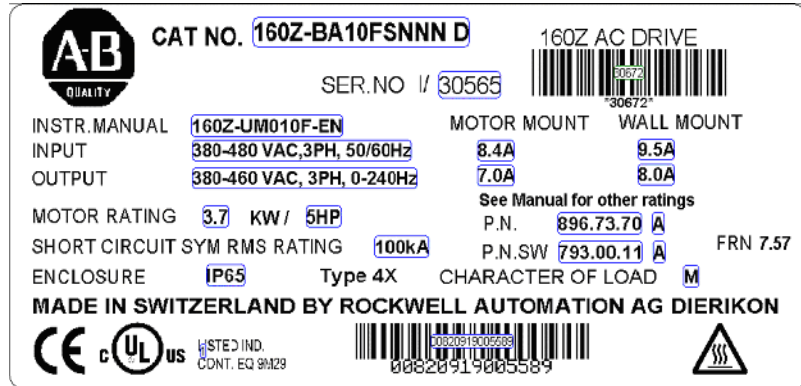 A-B
QUALITY
CAT NO. 160Z-BA10FSNNN D
160Z AC DRIVE
30672
*30672*
SER.NO I/ 30565
INSTR.MANUAL 160Z-UM010F-EN
MOTOR MOUNT WALL MOUNT
INPUT 380-480 VAC,3PH, 50/60Hz 8.4A 9.5A
OUTPUT 380-460 VAC, 3PH, 0-240Hz 7.0A 8.0A
See Manual for other ratings
MOTOR RATING 3.7 KW/ 5HP
P.N. 896.73.70 A
SHORT CIRCUIT SYM RMS RATING 100kA
P.N.SW 793.00.11 A
FRN 7.57
ENCLOSURE IP65 Type 4X CHARACTER OF LOAD M
MADE IN SWITZERLAND BY ROCKWELL AUTOMATION AG DIERIKON
CE c UL US
LISTED IND.
CONT. EQ 9M29
00820919005589
00820919005589